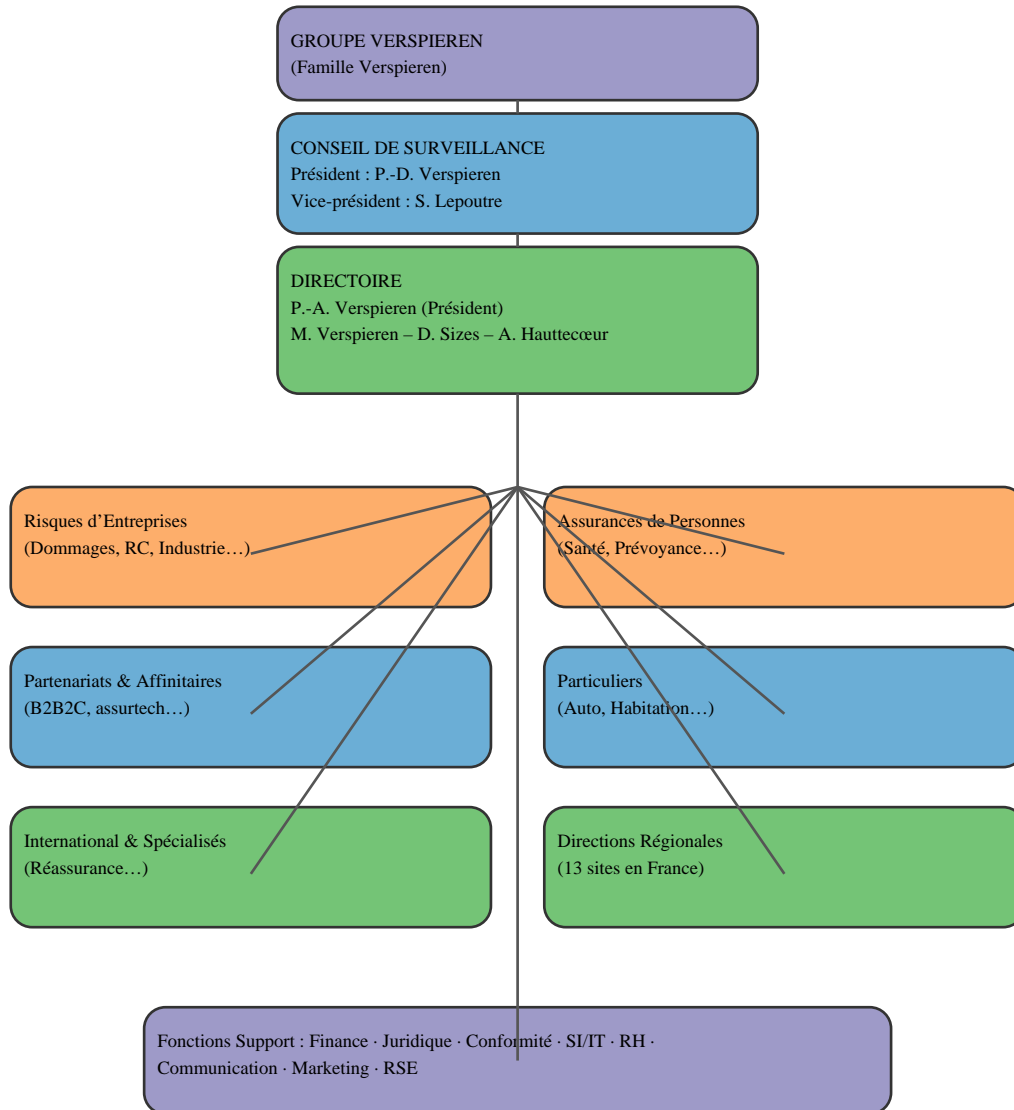 GROUPE VERSPIEREN
(Famille Verspieren)
CONSEIL DE SURVEILLANCE
Président : P.-D. Verspieren
Vice-président : S. Lepoutre
DIRECTOIRE
P.-A. Verspieren (Président)
M. Verspieren – D. Sizes – A. Hauttecœur
Risques d’Entreprises
(Dommages, RC, Industrie…)
Assurances de Personnes
(Santé, Prévoyance…)
Partenariats & Affinitaires
(B2B2C, assurtech…)
Particuliers
(Auto, Habitation…)
International & Spécialisés
(Réassurance…)
Directions Régionales
(13 sites en France)
Fonctions Support : Finance · Juridique · Conformité · SI/IT · RH ·
Communication · Marketing · RSE